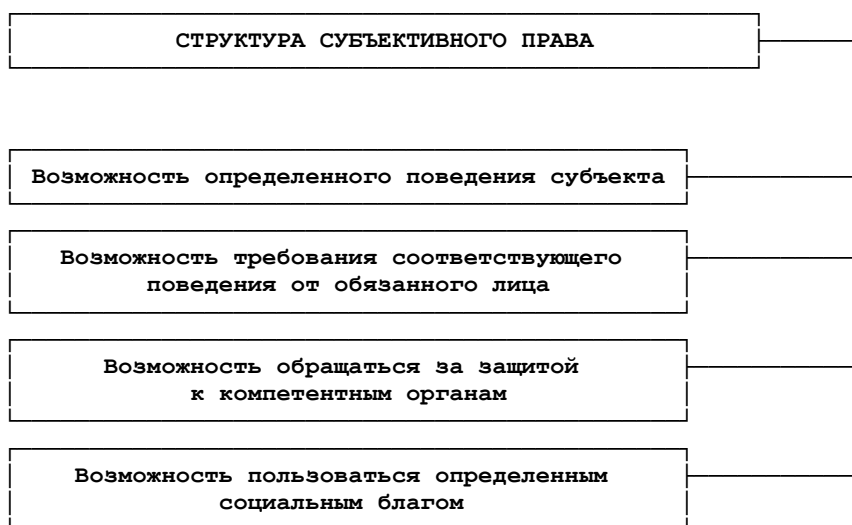 СТРУКТУРА СУБЪЕКТИВНОГО ПРАВА
Возможность определенного поведения субъекта
Возможность требования соответствующего
поведения от обязанного лица
Возможность обращаться за защитой
к компетентным органам
Возможность пользоваться определенным
социальным благом